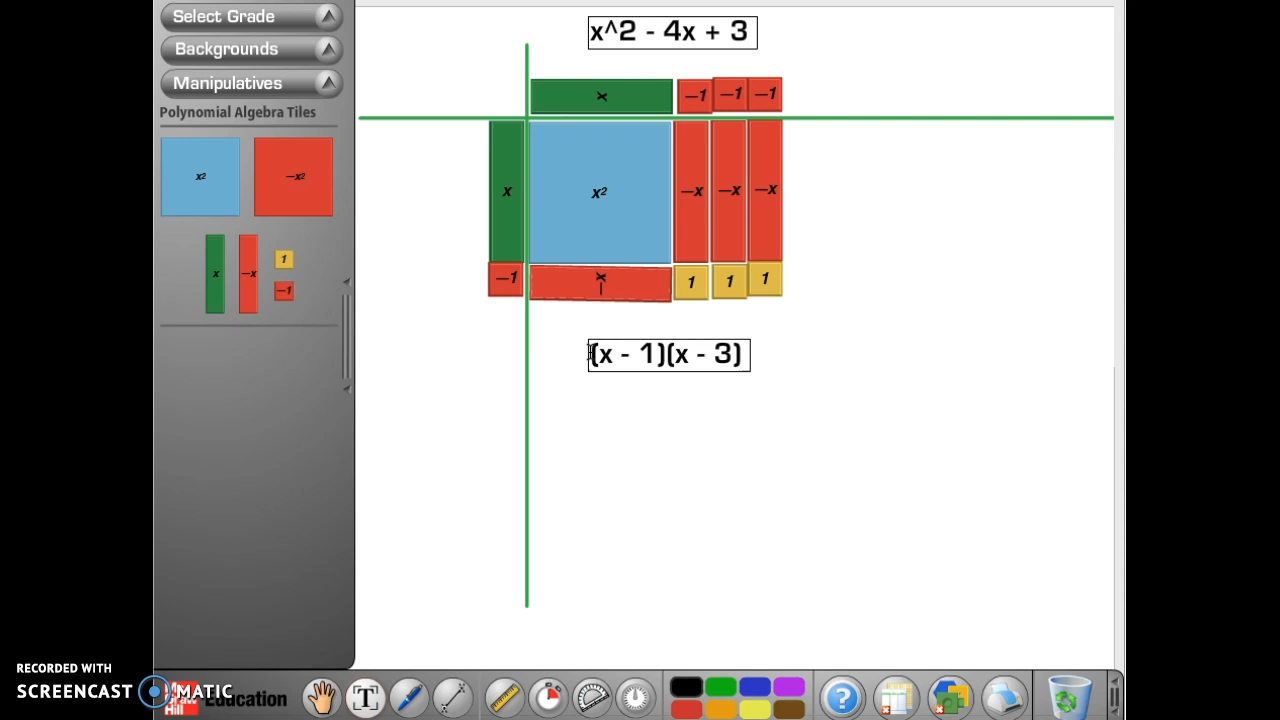 Select Grade
Backgrounds
Manipulatives
Polynomial Algebra Tiles
x2 −x2
x −x 1
−1
x^2 - 4x + 3
x −1 −1 −1
x x2 −x −x −x
−1 −x 1 1 1
(x - 1)(x - 3)
RECORDED WITH
SCREENCAST MATIC
Hill Education
T
?